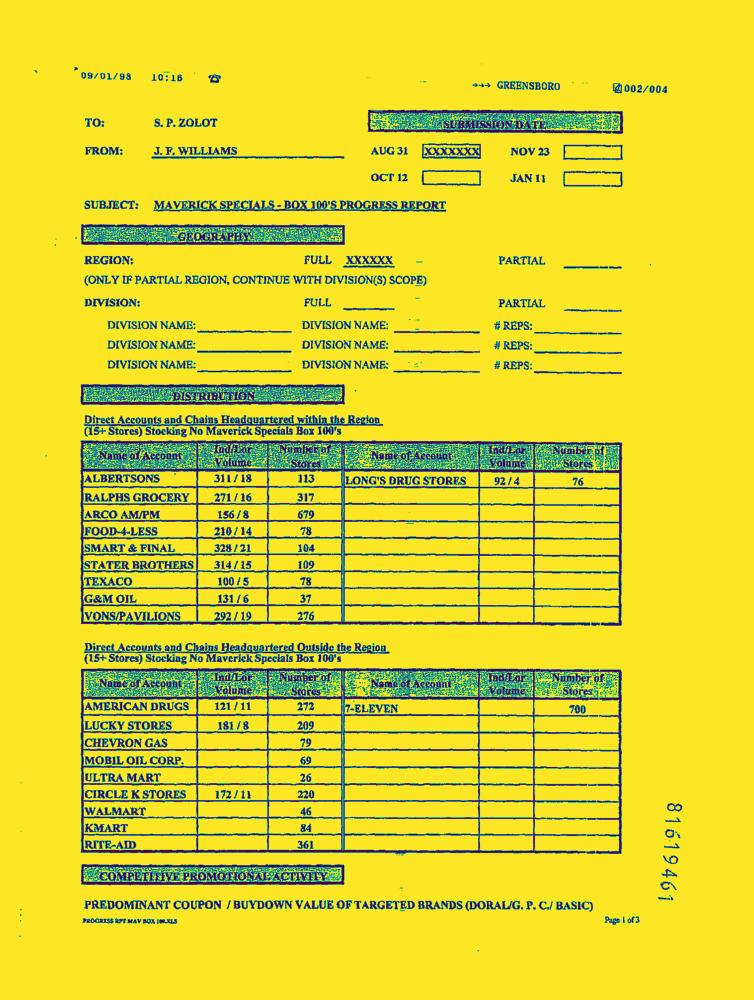 09/01/98 10:16 ☎ →→→ GREENSBORO 002/004
TO: S. P. ZOLOT SUBMISSION DATE
FROM: J. F. WILLIAMS AUG 31 XXXXXXX NOV 23
OCT 12 JAN 11
SUBJECT: MAVERICK SPECIALS - BOX 100'S PROGRESS REPORT
GEOGRAPHY
REGION: FULL XXXXXX PARTIAL
(ONLY IF PARTIAL REGION, CONTINUE WITH DIVISION(S) SCOPE)
DIVISION: FULL PARTIAL
DIVISION NAME: DIVISION NAME: # REPS:
DIVISION NAME: DIVISION NAME: # REPS:
DIVISION NAME: DIVISION NAME: # REPS:
DISTRIBUTION
Direct Accounts and Chains Headquartered within the Region
(15+ Stores) Stocking No Maverick Specials Box 100's
Name of Account Ind/Lor Volume Number of Stores Name of Account Ind/Lor Volume Number of Stores
ALBERTSONS 311 / 18 113 LONG'S DRUG STORES 92 / 4 76
RALPHS GROCERY 271 / 16 317
ARCO AM/PM 156 / 8 679
FOOD-4-LESS 210 / 14 78
SMART & FINAL 328 / 21 104
STATER BROTHERS 314 / 15 109
TEXACO 100 / 5 78
G&M OIL 131 / 6 37
VONS/PAVILIONS 292 / 19 276
Direct Accounts and Chains Headquartered Outside the Region
(15+ Stores) Stocking No Maverick Specials Box 100's
Name of Account Ind/Lor Volume Number of Stores Name of Account Ind/Lor Volume Number of Stores
AMERICAN DRUGS 121 / 11 272 7-ELEVEN 700
LUCKY STORES 181 / 8 209
CHEVRON GAS 79
MOBIL OIL CORP. 69
ULTRA MART 26
CIRCLE K STORES 172 / 11 220
WALMART 46
KMART 84
RITE-AID 361
COMPETITIVE PROMOTIONAL ACTIVITY
PREDOMINANT COUPON / BUYDOWN VALUE OF TARGETED BRANDS (DORAL/G. P. C./ BASIC)
PROGRESS RPT MAV BOX 100.XLS Page 1 of 3
81619461